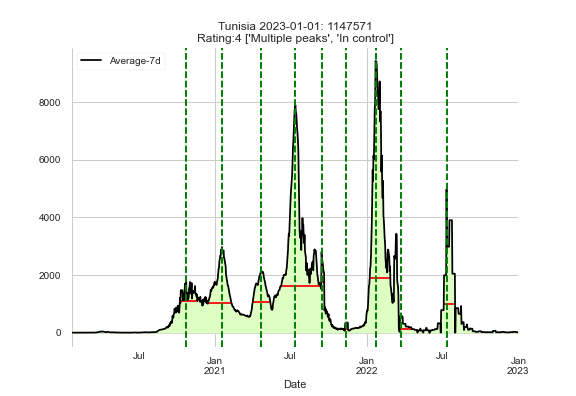 Tunisia 2023-01-01: 1147571
Rating:4 ['Multiple peaks', 'In control']
Average-7d
8000
6000
4000
2000
0
Jul
Jan
2021
Jul
Jan
2022
Jul
Jan
2023
Date